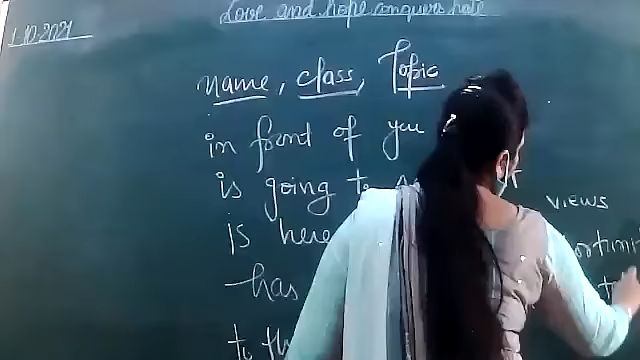 Love and hope conquers hate
1.10.2021
name, class, Topic
in front of you
is going to
views
is here
has
to